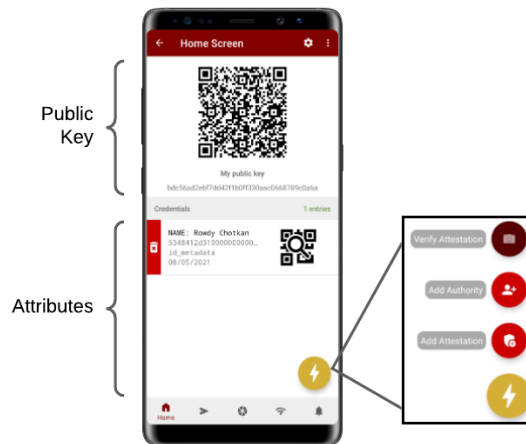 Home Screen
Public
Key
My public key
Credentials
1 entries
NAME: Rowdy Chotkan
id_metadata
08/05/2021
Attributes
Verify Attestation
Add Authority
Add Attestation
Home